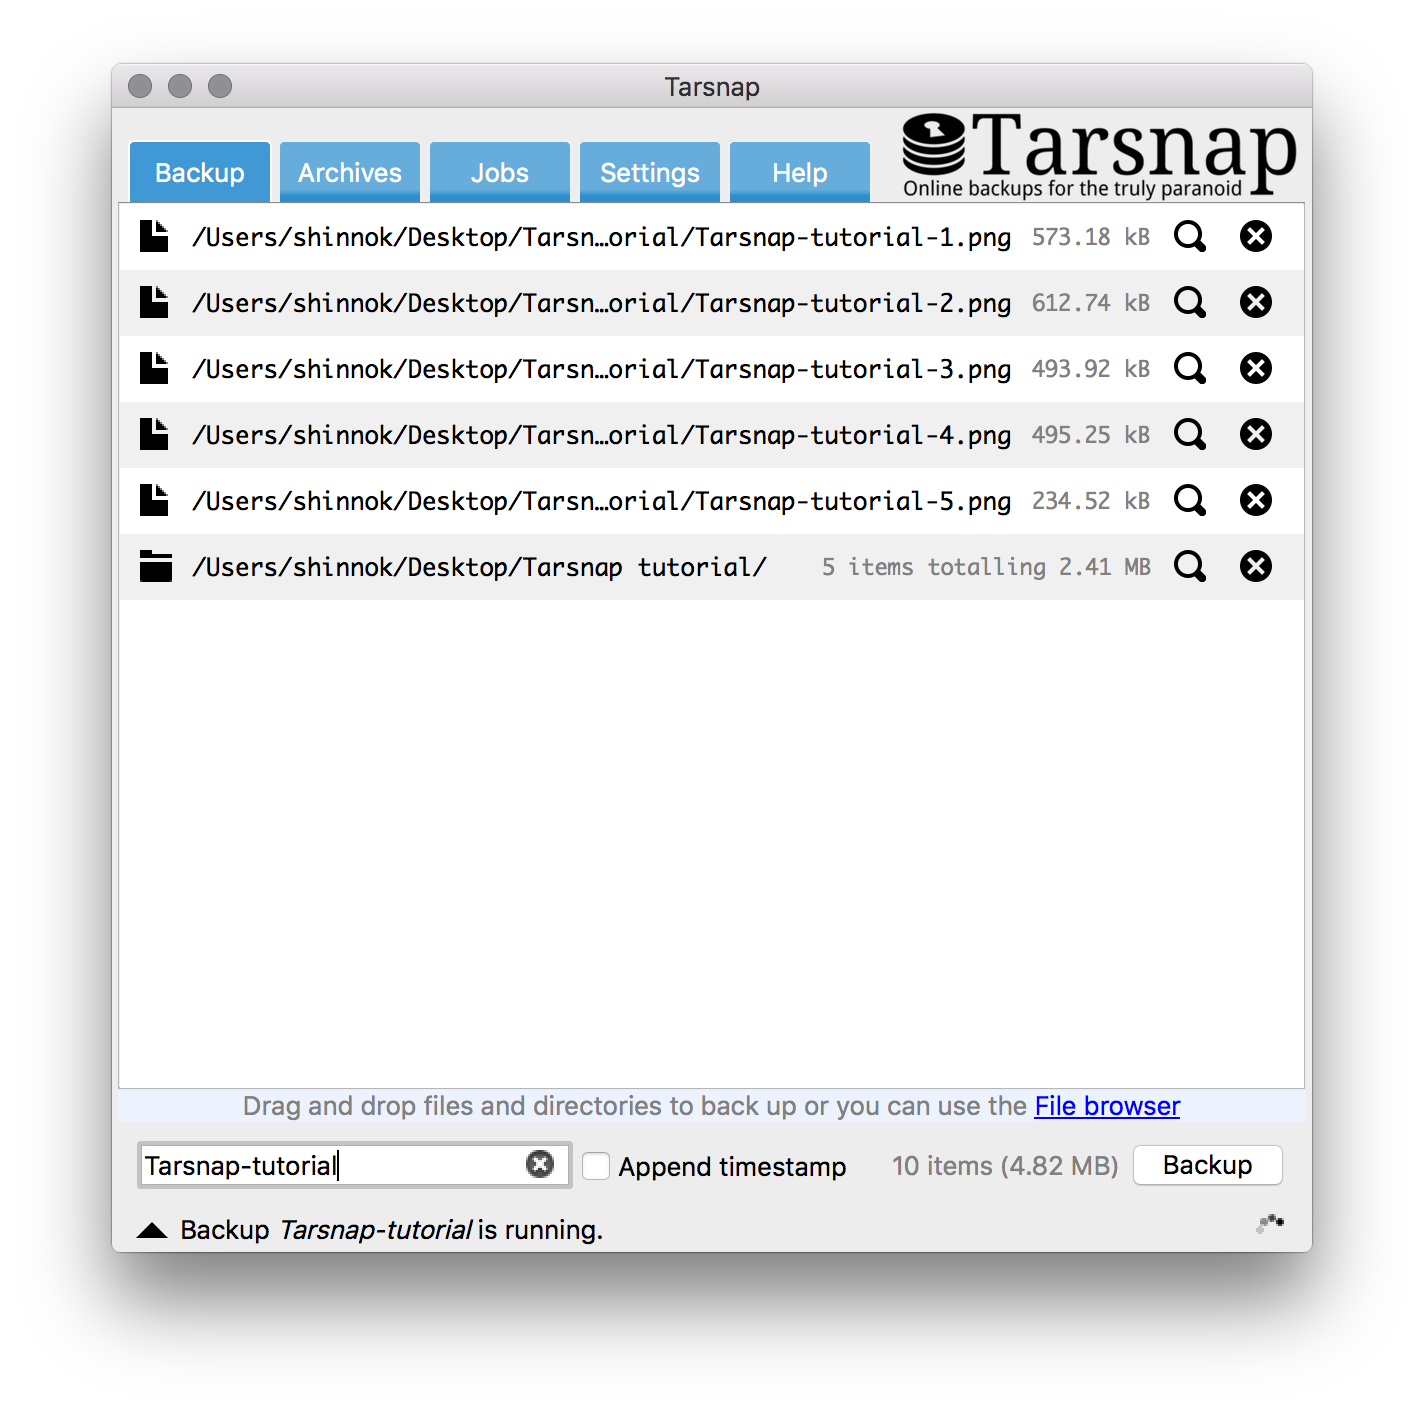 Tarsnap
Backup Archives Jobs Settings Help
Tarsnap
Online backups for the truly paranoid
/Users/shinnok/Desktop/Tarsn…orial/Tarsnap-tutorial-1.png 573.18 kB
/Users/shinnok/Desktop/Tarsn…orial/Tarsnap-tutorial-2.png 612.74 kB
/Users/shinnok/Desktop/Tarsn…orial/Tarsnap-tutorial-3.png 493.92 kB
/Users/shinnok/Desktop/Tarsn…orial/Tarsnap-tutorial-4.png 495.25 kB
/Users/shinnok/Desktop/Tarsn…orial/Tarsnap-tutorial-5.png 234.52 kB
/Users/shinnok/Desktop/Tarsnap tutorial/ 5 items totalling 2.41 MB
Drag and drop files and directories to back up or you can use the File browser
Tarsnap-tutorial Append timestamp 10 items (4.82 MB) Backup
Backup Tarsnap-tutorial is running.